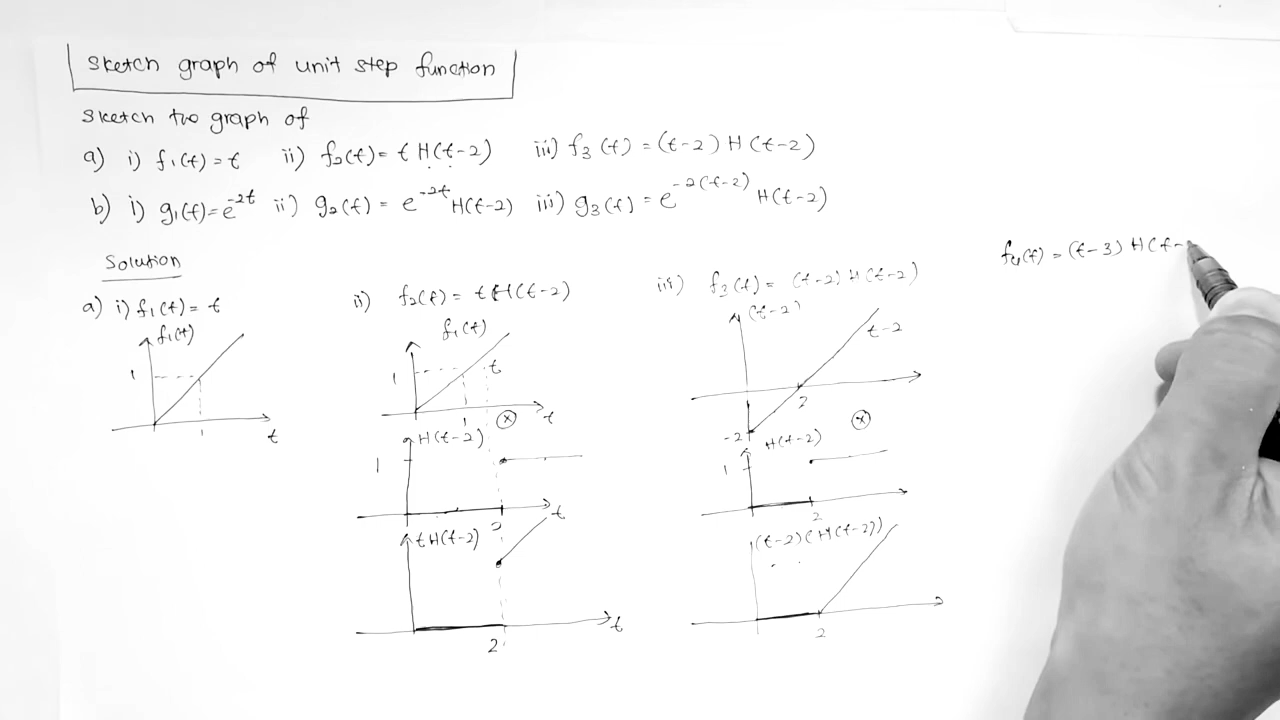 Sketch graph of unit step function
Sketch two graph of
a) i) f₁(t) = t ii) f₂(t) = t H(t-2) iii) f₃(t) = (t-2) H(t-2)
b) i) g₁(t) = e^-2t ii) g₂(t) = e^-2t H(t-2) iii) g₃(t) = e^-2(t-2) H(t-2)
Solution
a) i) f₁(t) = t
f₁(t)
1
1
t
ii) f₂(t) = t H(t-2)
f₁(t)
t
1
1
t
ⓧ
H(t-2)
1
2
t
t H(t-2)
2
t
iii) f₃(t) = (t-2) H(t-2)
(t-2)
t-2
2
-2
ⓧ
H(t-2)
1
2
(t-2)(H(t-2))
2
f₄(t) = (t-3) H(t-